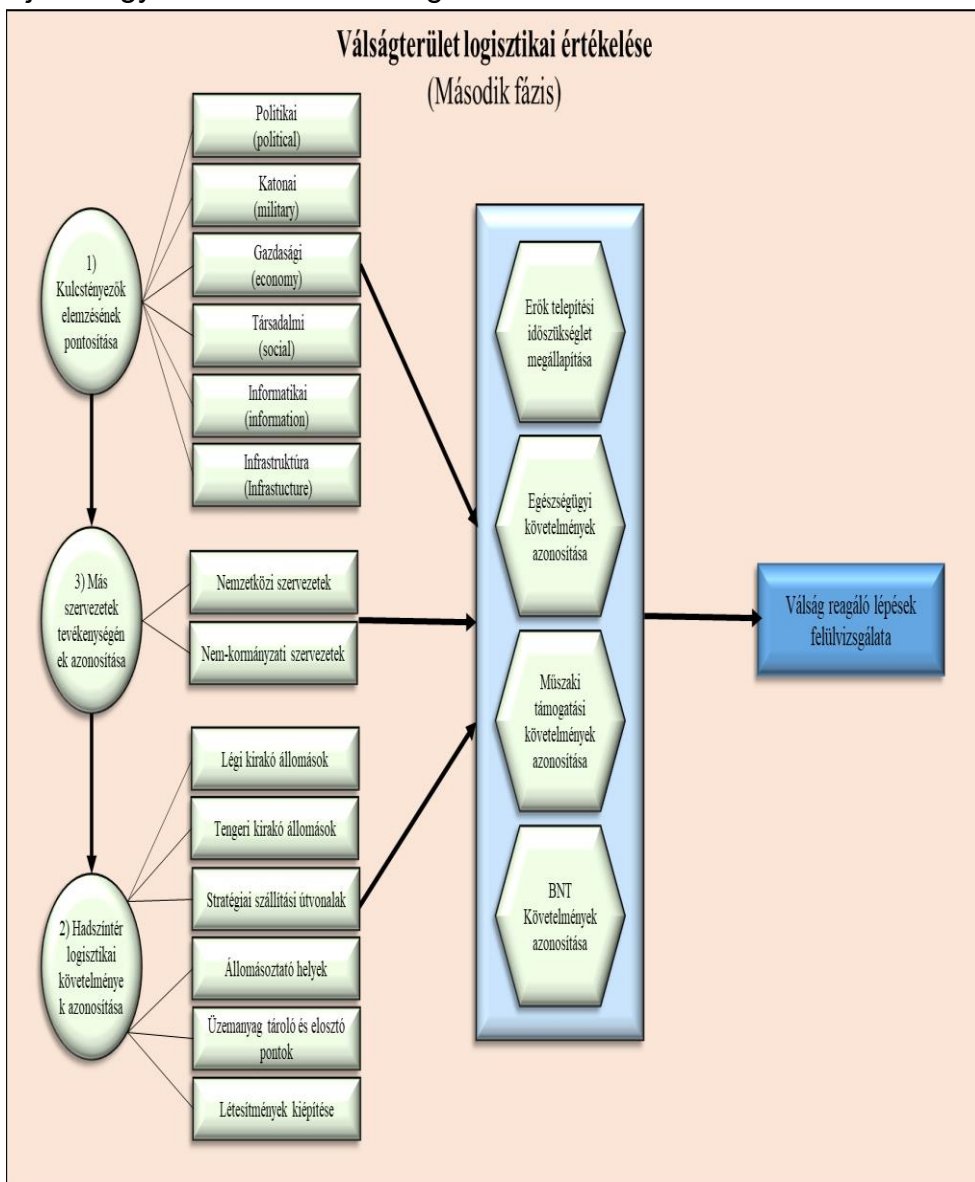 Válságterület logisztikai értékelése
(Második fázis)
1)
Kulcstényezők
elemzésének
pontosítása
Politikai
(political)
Katonai
(military)
Gazdasági
(economy)
Társadalmi
(social)
Informatikai
(information)
Infrastruktúra
(Infrastucture)
3) Más
szervezetek
tevékenységén
ek azonosítása
Nemzetközi szervezetek
Nem-kormányzati szervezetek
2) Hadszíntér
logisztikai
követelménye
k azonosítása
Légi kirakó állomások
Tengeri kirakó állomások
Stratégiai szállítási útvonalak
Állomásoztató helyek
Üzemanyag tároló és elosztó
pontok
Létesítmények kiépítése
Erők telepítési
időszükséglet
megállapítása
Egészségügyi
követelmények
azonosítása
Műszaki
támogatási
követelmények
azonosítása
BNT
Követelmények
azonosítása
Válság reagáló lépések
felülvizsgálata